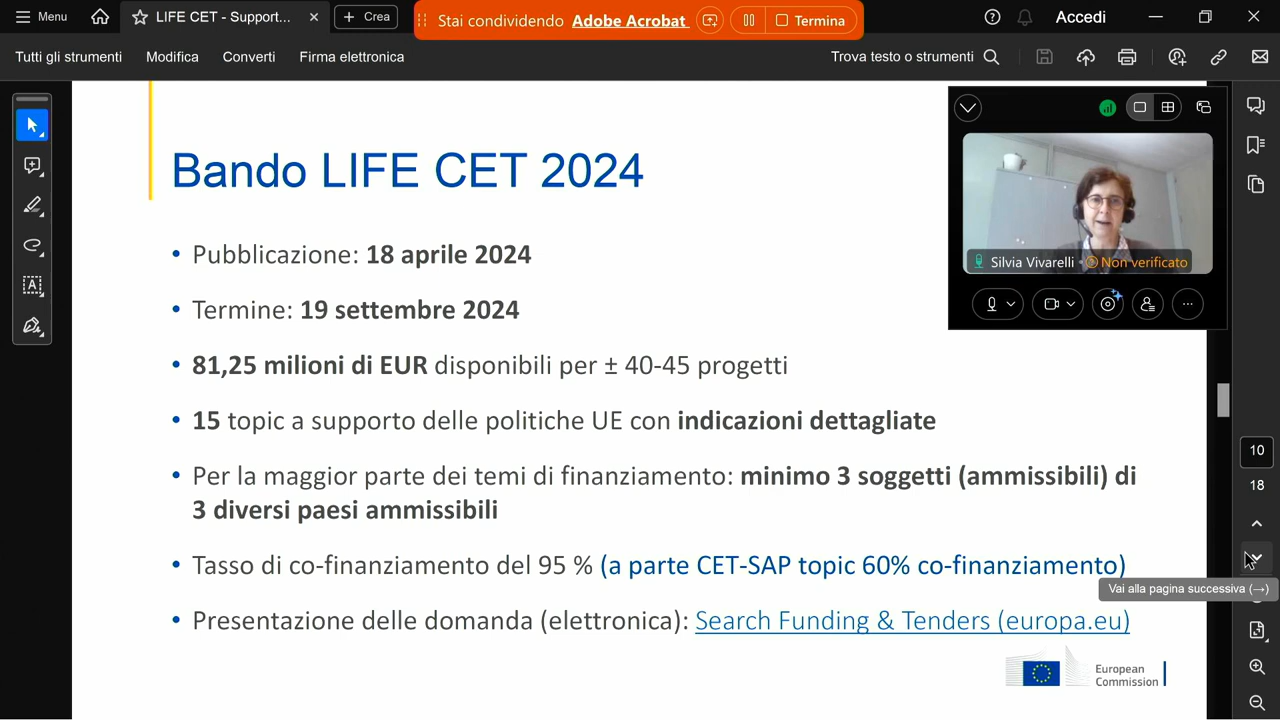 Menu
LIFE CET - Support...
Crea
Stai condividendo Adobe Acrobat
Termina
Accedi
Tutti gli strumenti
Modifica
Converti
Firma elettronica
Trova testo o strumenti
Bando LIFE CET 2024
Silvia Vivarelli
Non verificato
• Pubblicazione: 18 aprile 2024
• Termine: 19 settembre 2024
• 81,25 milioni di EUR disponibili per ± 40-45 progetti
• 15 topic a supporto delle politiche UE con indicazioni dettagliate
• Per la maggior parte dei temi di finanziamento: minimo 3 soggetti (ammissibili) di
3 diversi paesi ammissibili
• Tasso di co-finanziamento del 95 % (a parte CET-SAP topic 60% co-finanziamento)
• Presentazione delle domanda (elettronica): Search Funding & Tenders (europa.eu)
10
18
Vai alla pagina successiva (→)
European
Commission